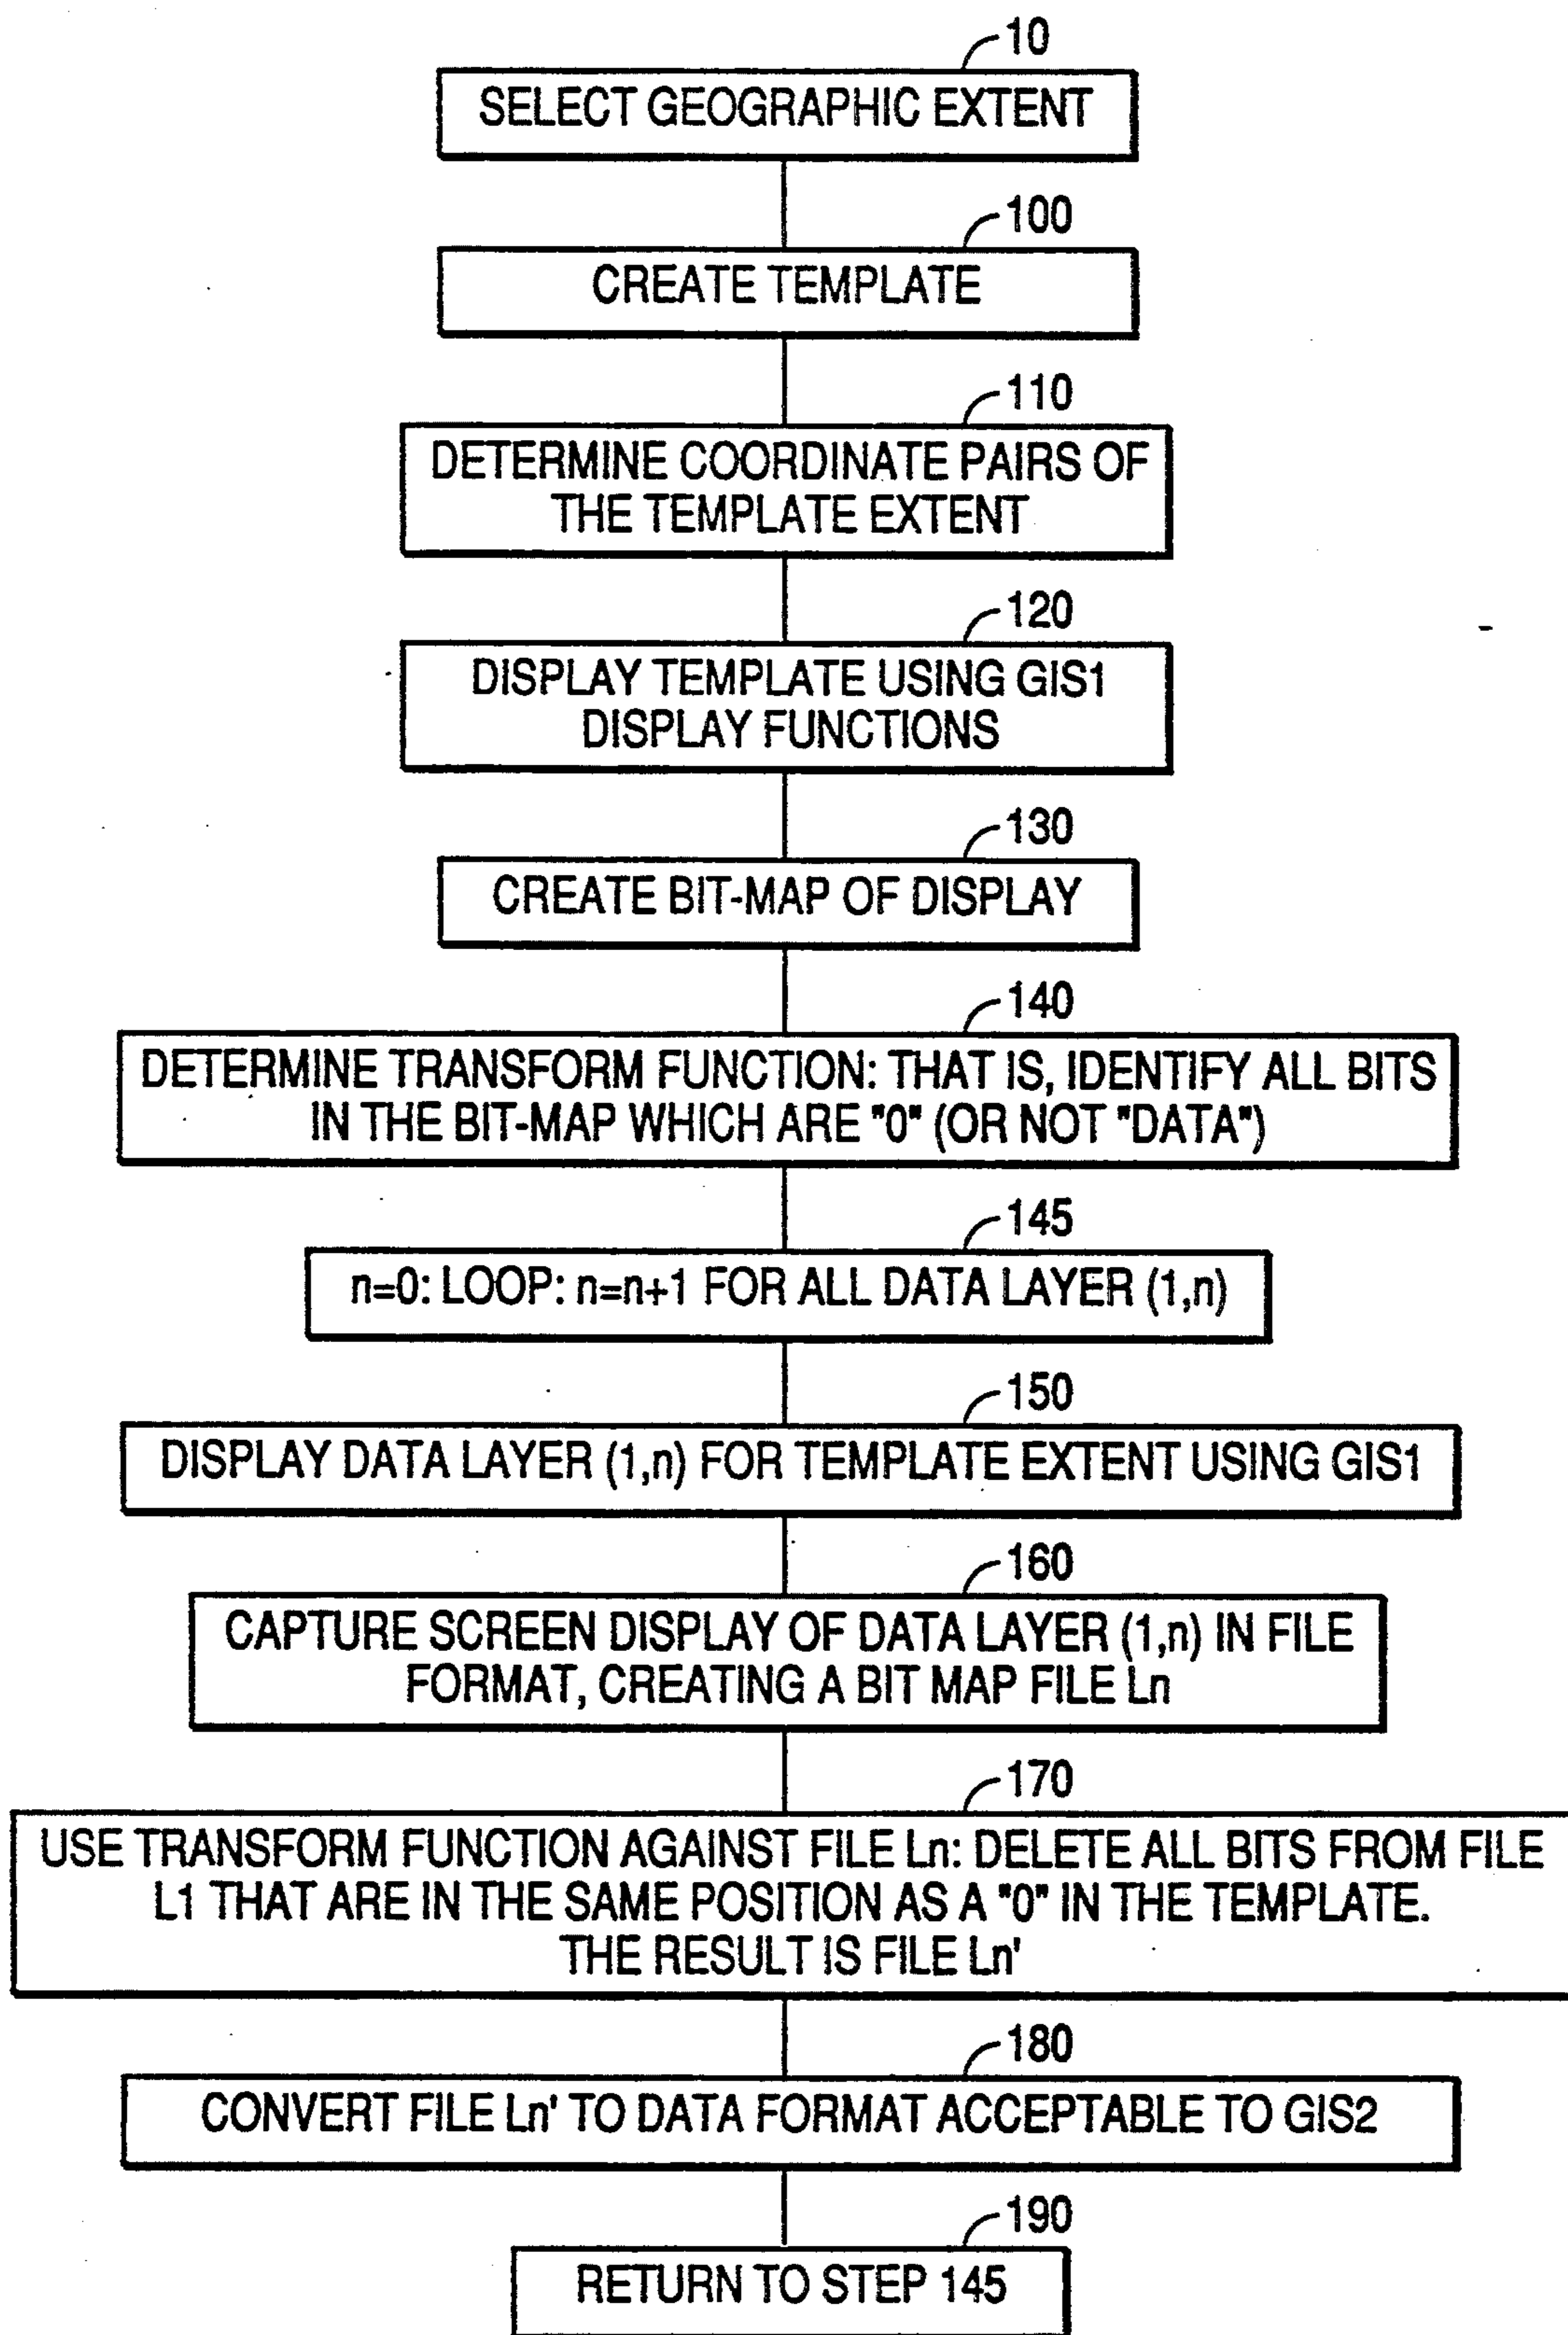 10
SELECT GEOGRAPHIC EXTENT
100
CREATE TEMPLATE
110
DETERMINE COORDINATE PAIRS OF
THE TEMPLATE EXTENT
120
DISPLAY TEMPLATE USING GIS1
DISPLAY FUNCTIONS
130
CREATE BIT-MAP OF DISPLAY
140
DETERMINE TRANSFORM FUNCTION: THAT IS, IDENTIFY ALL BITS
IN THE BIT-MAP WHICH ARE "0" (OR NOT "DATA")
145
n=0: LOOP: n=n+1 FOR ALL DATA LAYER (1,n)
150
DISPLAY DATA LAYER (1,n) FOR TEMPLATE EXTENT USING GIS1
160
CAPTURE SCREEN DISPLAY OF DATA LAYER (1,n) IN FILE
FORMAT, CREATING A BIT MAP FILE Ln
170
USE TRANSFORM FUNCTION AGAINST FILE Ln: DELETE ALL BITS FROM FILE
L1 THAT ARE IN THE SAME POSITION AS A "0" IN THE TEMPLATE.
THE RESULT IS FILE Ln'
180
CONVERT FILE Ln' TO DATA FORMAT ACCEPTABLE TO GIS2
190
RETURN TO STEP 145